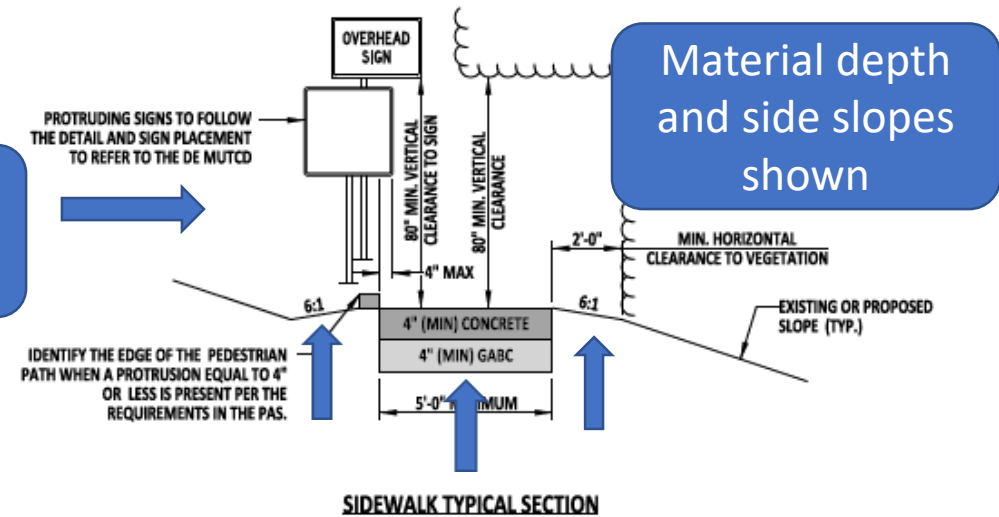 OVERHEAD
SIGN
Material depth
and side slopes
shown
PROTRUDING SIGNS TO FOLLOW
THE DETAIL AND SIGN PLACEMENT
TO REFER TO THE DE MUTCD
80" MIN. VERTICAL
CLEARANCE TO SIGN
80" MIN. VERTICAL
CLEARANCE
2'-0"
MIN. HORIZONTAL
CLEARANCE TO VEGETATION
4" MAX
6:1
6:1
EXISTING OR PROPOSED
SLOPE (TYP.)
4" (MIN) CONCRETE
4" (MIN) GABC
IDENTIFY THE EDGE OF THE PEDESTRIAN
PATH WHEN A PROTRUSION EQUAL TO 4"
OR LESS IS PRESENT PER THE
REQUIREMENTS IN THE PAS.
5'-0"
SIDEWALK TYPICAL SECTION